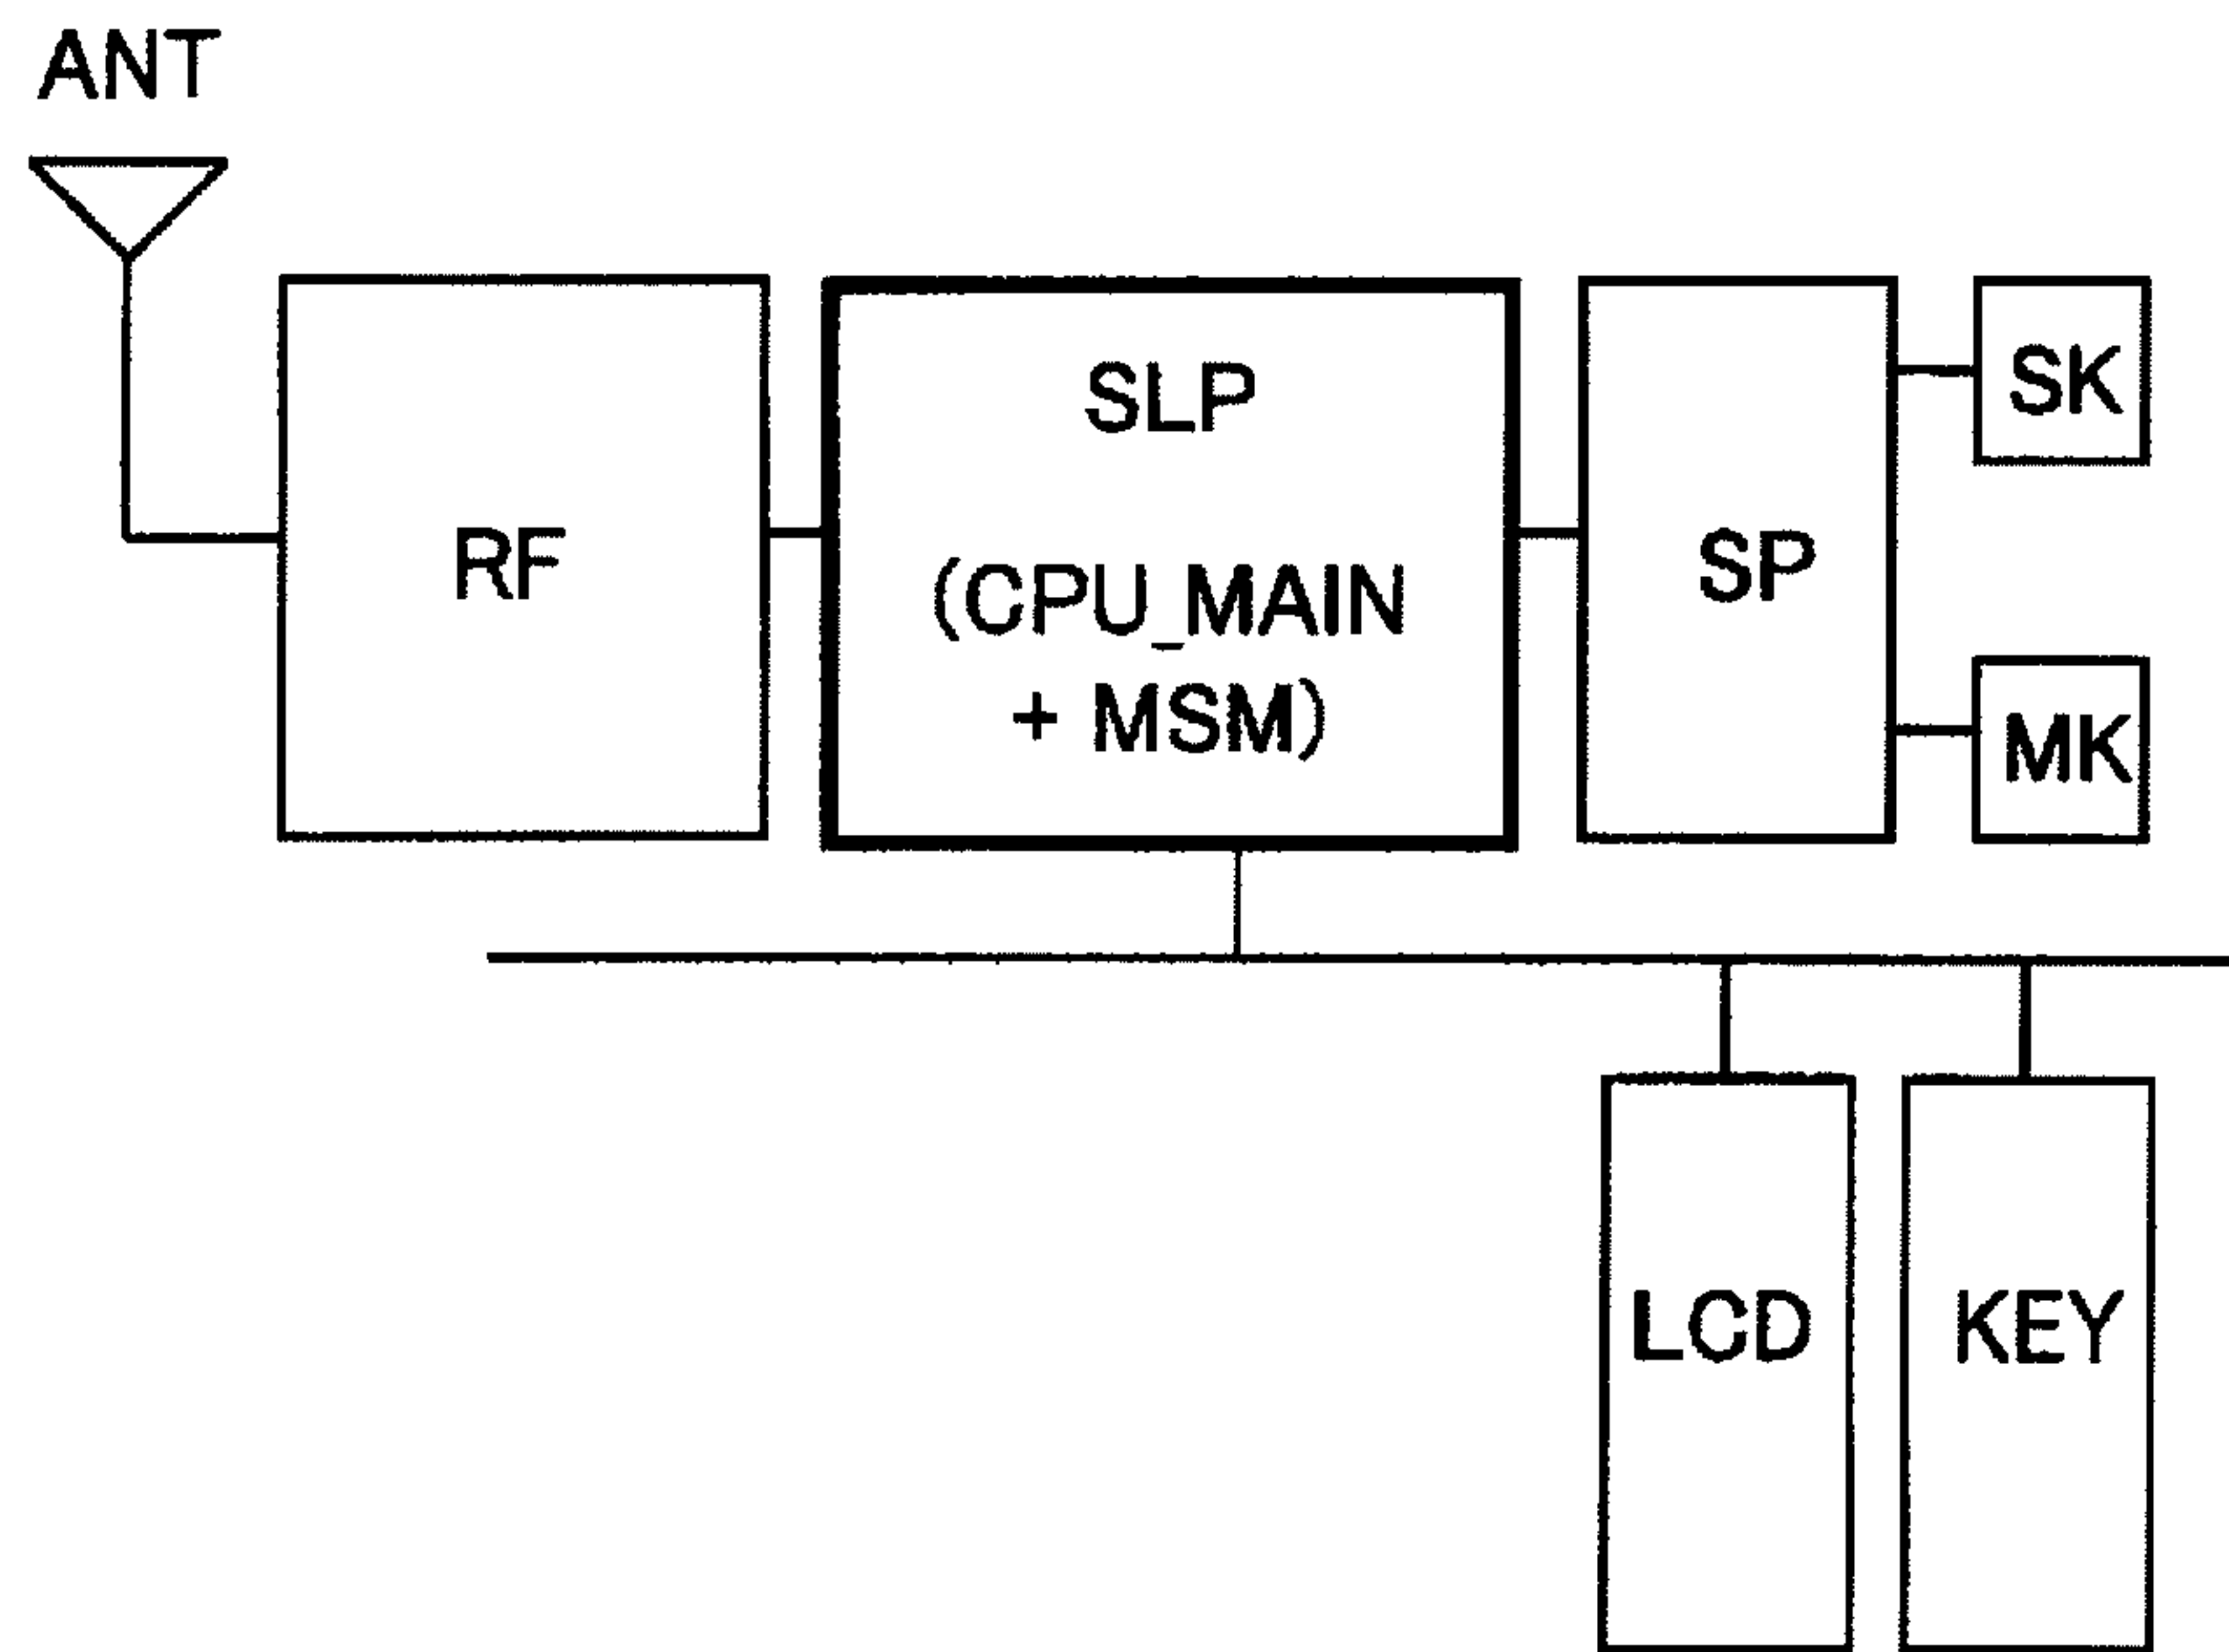 ANT
RF
SLP
(CPU_MAIN
+ MSM)
SP
SK
MK
LCD
KEY